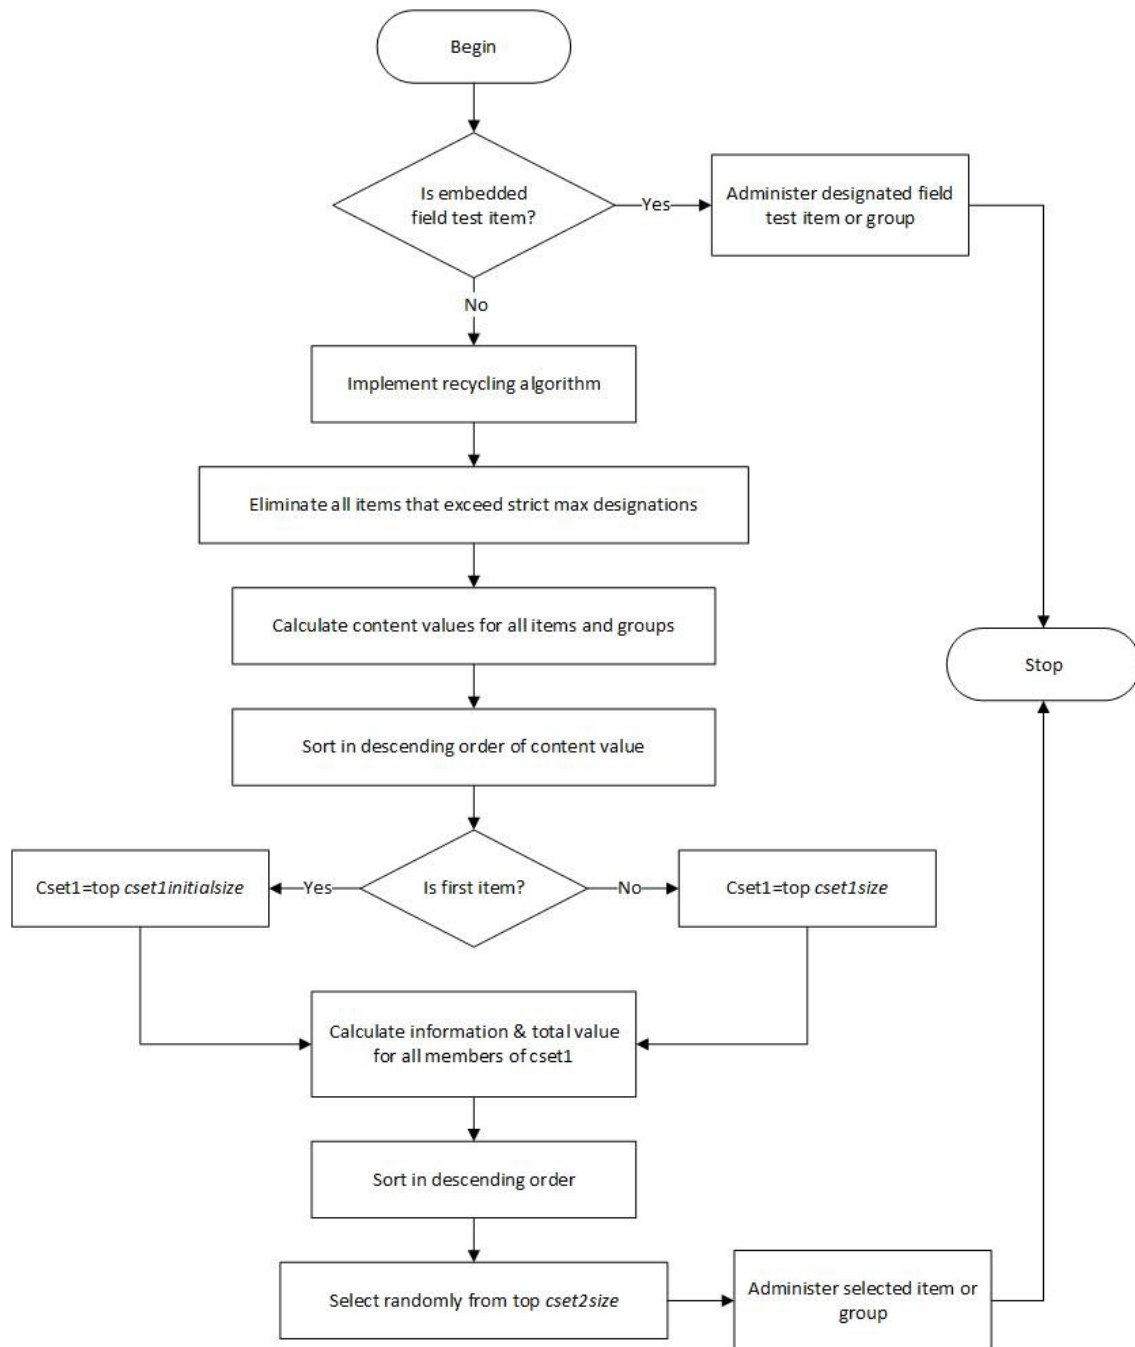 Begin
Is embedded
field test item?
Yes
Administer designated field
test item or group
No
Implement recycling algorithm
Eliminate all items that exceed strict max designations
Calculate content values for all items and groups
Stop
Sort in descending order of content value
Cset1=top cset1initialsize
Yes
Is first item?
No
Cset1=top cset1size
Calculate information & total value
for all members of cset1
Sort in descending order
Select randomly from top cset2size
Administer selected item or
group